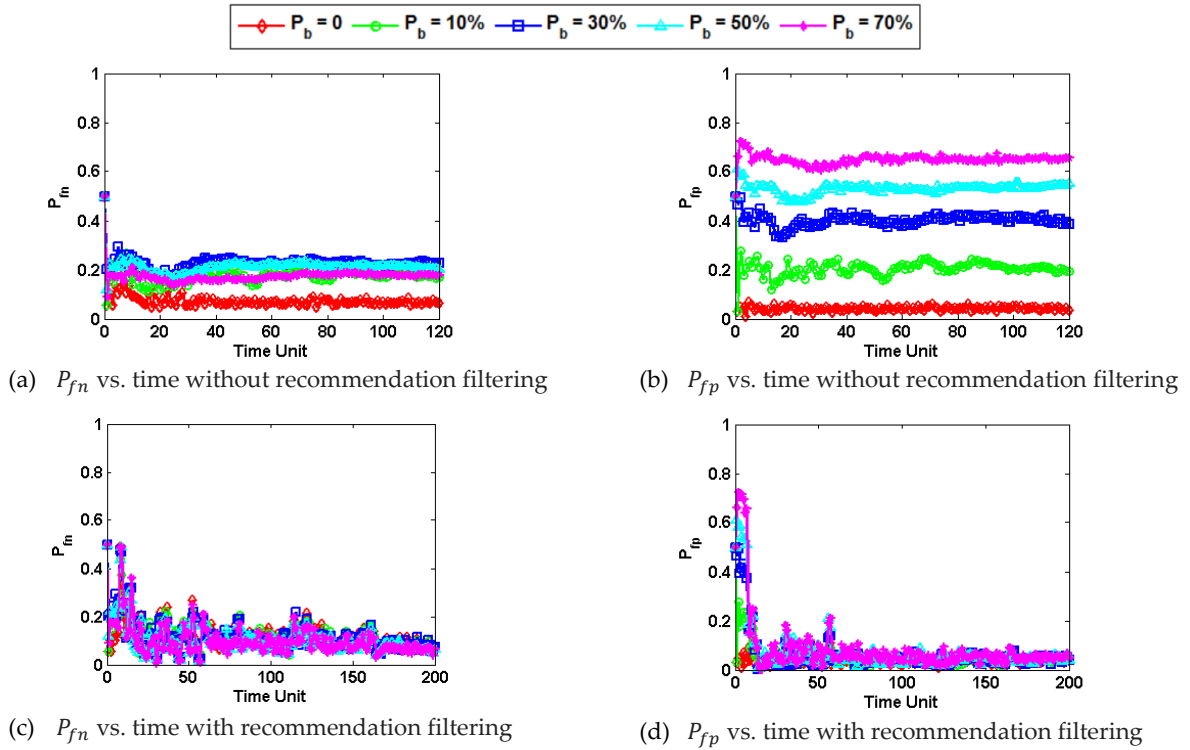 P_b = 0 P_b = 10% P_b = 30% P_b = 50% P_b = 70%
1
0.8
0.6
0.4
0.2
0
P_fn
0 20 40 60 80 100 120
Time Unit
(a) P_fn vs. time without recommendation filtering
1
0.8
0.6
0.4
0.2
0
P_fp
0 20 40 60 80 100 120
Time Unit
(b) P_fp vs. time without recommendation filtering
1
0.8
0.6
0.4
0.2
0
P_fn
0 50 100 150 200
Time Unit
(c) P_fn vs. time with recommendation filtering
1
0.8
0.6
0.4
0.2
0
P_fp
0 50 100 150 200
Time Unit
(d) P_fp vs. time with recommendation filtering